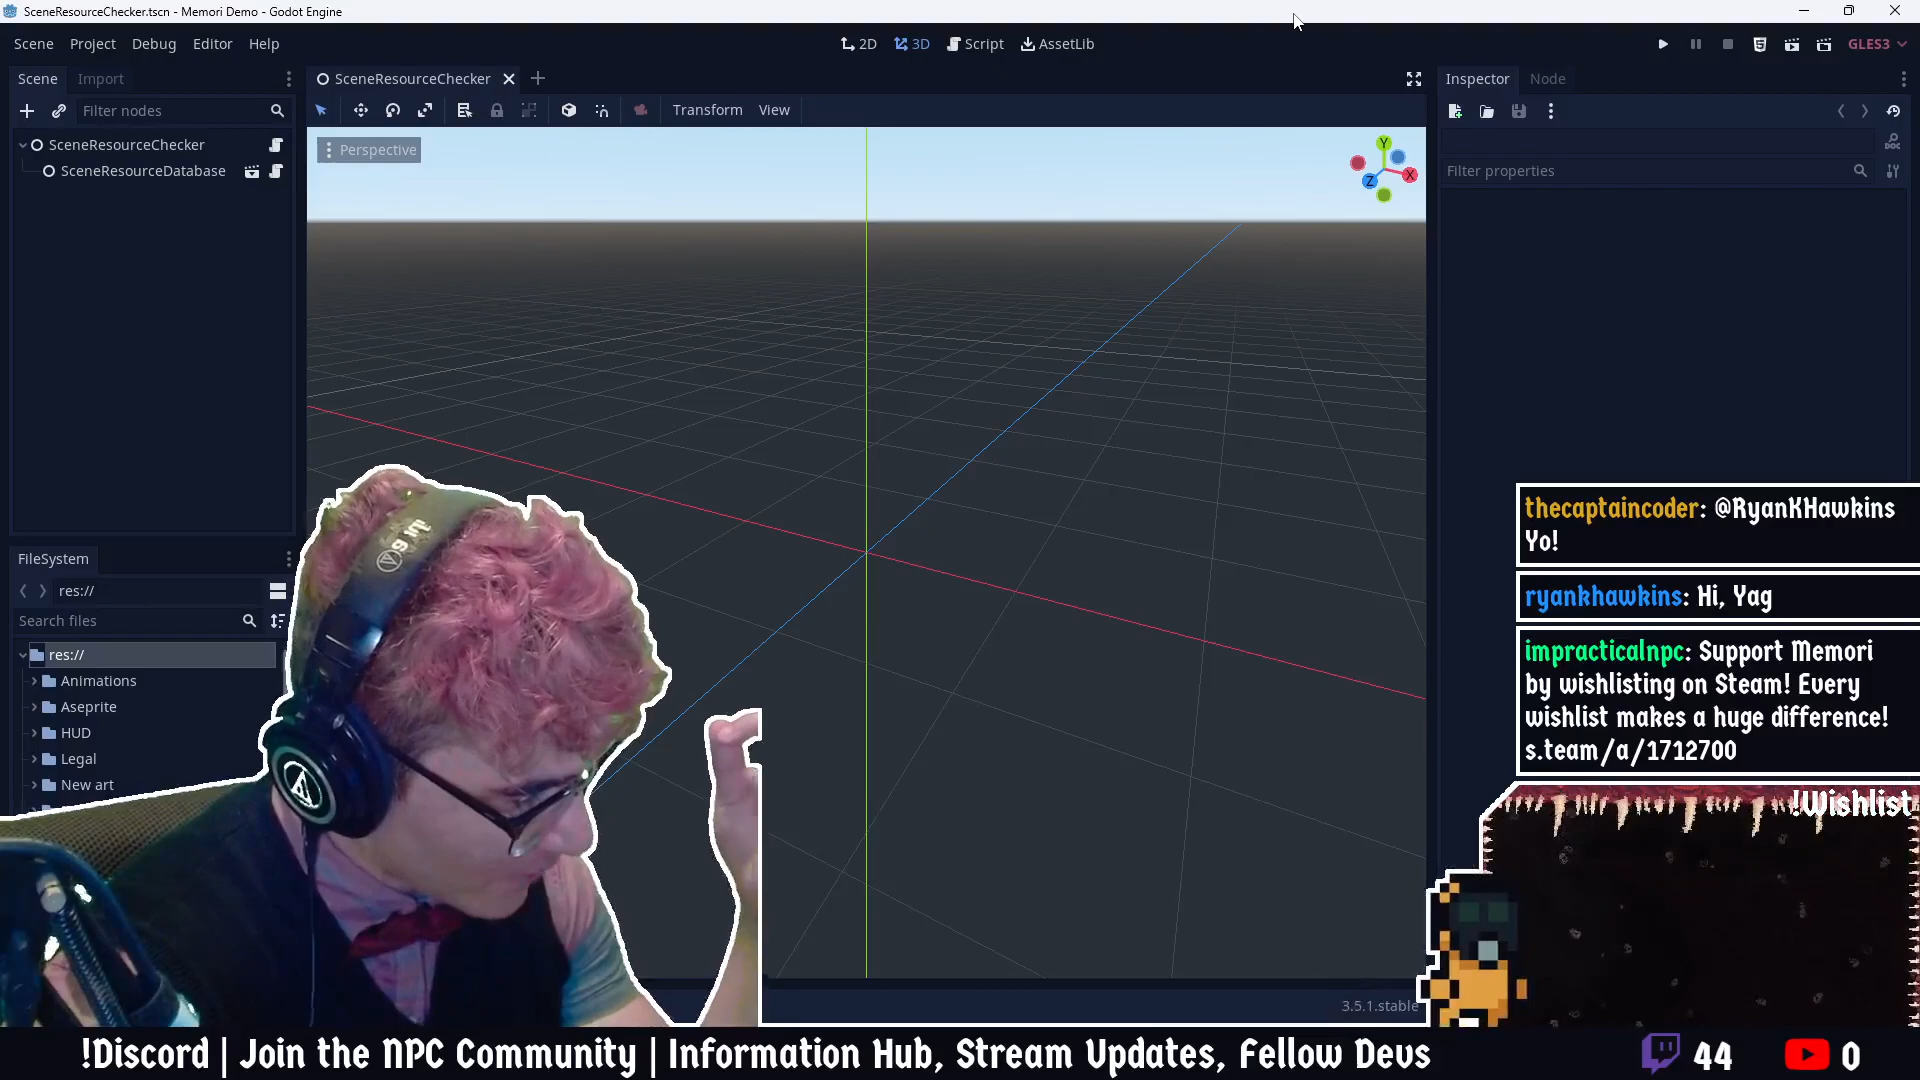 SceneResourceChecker.tscn - Memori Demo - Godot Engine
Scene Project Debug Editor Help
2D 3D Script AssetLib
GLES3
Scene Import
SceneResourceChecker
Inspector Node
Filter nodes
Transform View
SceneResourceChecker
SceneResourceDatabase
Perspective
Y
X
Z
DOC
Filter properties
FileSystem
res://
Search files
res://
Animations
Aseprite
HUD
Legal
New art
thecaptaincoder: @RyanKHawkins
Yo!
ryankhawkins: Hi, Yag
impracticalnpc: Support Memori
by wishlisting on Steam! Every
wishlist makes a huge difference!
s.team/a/1712700
!Wishlist
3.5.1.stable
!Discord | Join the NPC Community | Information Hub, Stream Updates, Fellow Devs
44
0